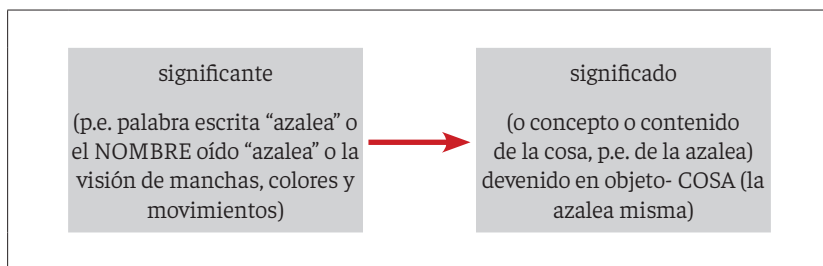 significante
(p.e. palabra escrita “azalea” o
el NOMBRE oído “azalea” o la
visión de manchas, colores y
movimientos)
significado
(o concepto o contenido
de la cosa, p.e. de la azalea)
devenido en objeto- COSA (la
azalea misma)